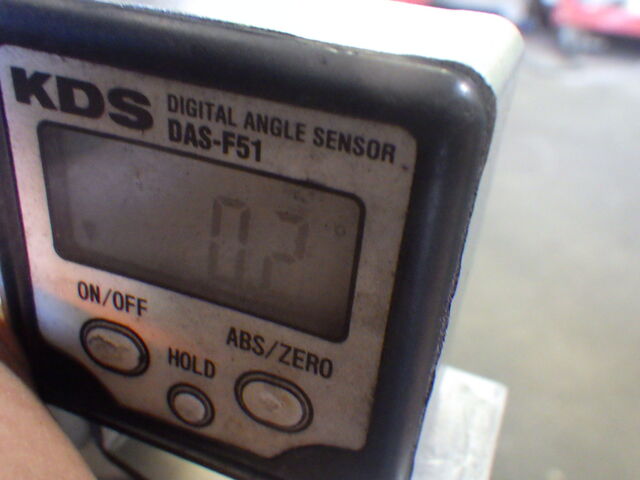 KDS
DIGITAL ANGLE SENSOR
DAS-F51
0.2°
ON/OFF
HOLD
ABS/ZERO